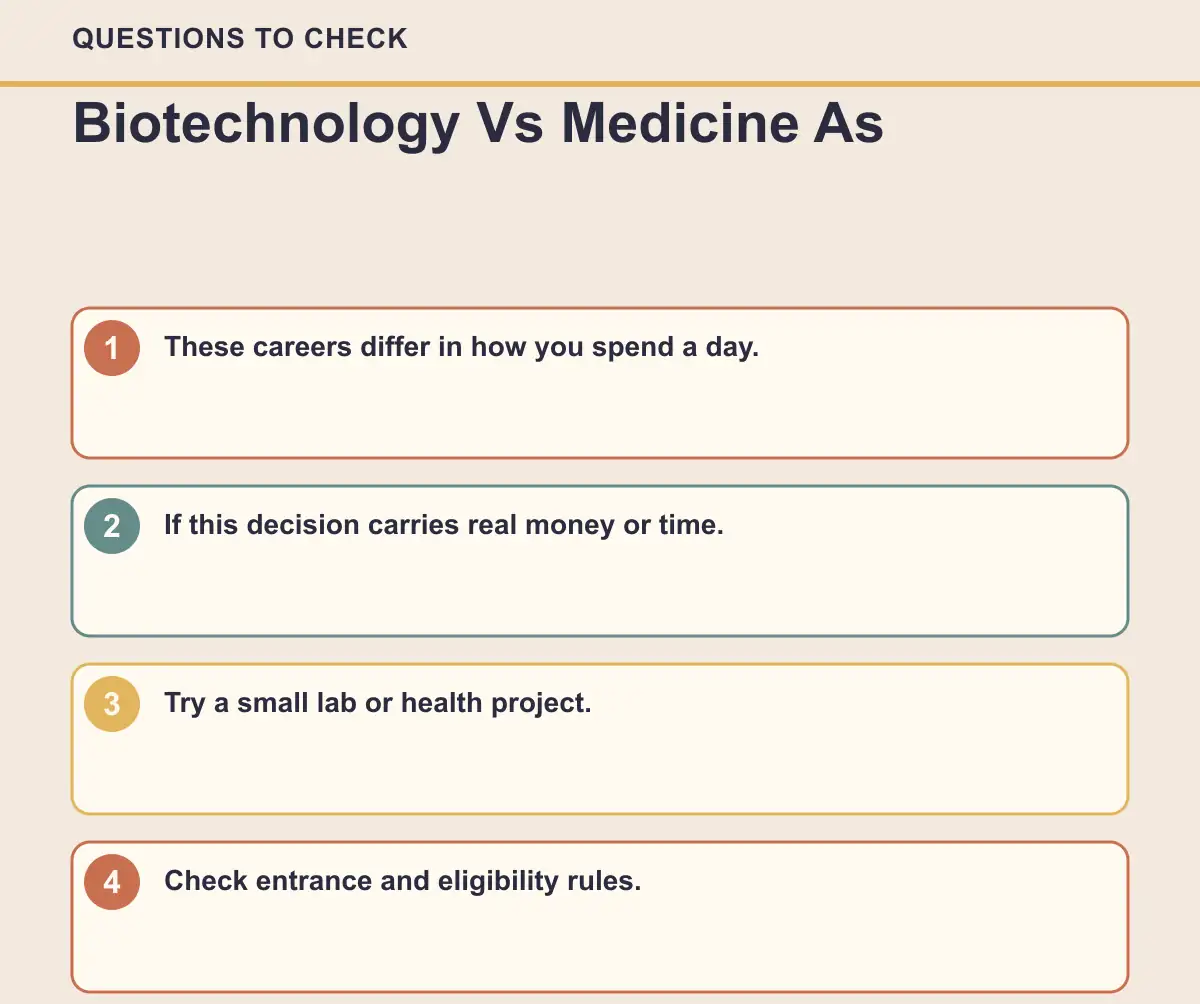 QUESTIONS TO CHECK
Biotechnology Vs Medicine As
1 These careers differ in how you spend a day.
2 If this decision carries real money or time.
3 Try a small lab or health project.
4 Check entrance and eligibility rules.